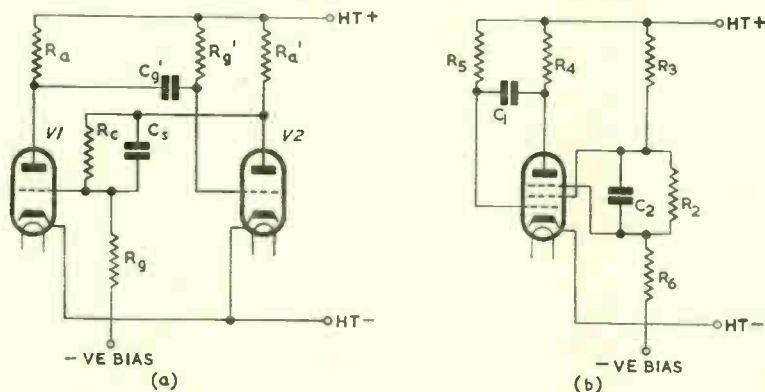 HT+
Ra
Rg'
Ra'
Cg'
V1
Rc
Cs
V2
Rg
HT-
-VE BIAS
(a)
HT+
R5
R4
R3
C1
C2
R2
R6
HT-
-VE BIAS
(b)